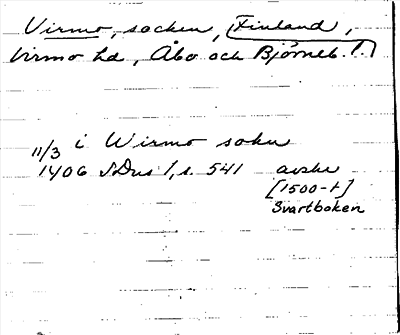 Virmo, socken, Finland,
Virmo hd, Åbo och Björneb. l.
11/3 i Wirmo sokn
1406 SDns 1, s. 541 avskr
[1500-t]
Svartboken